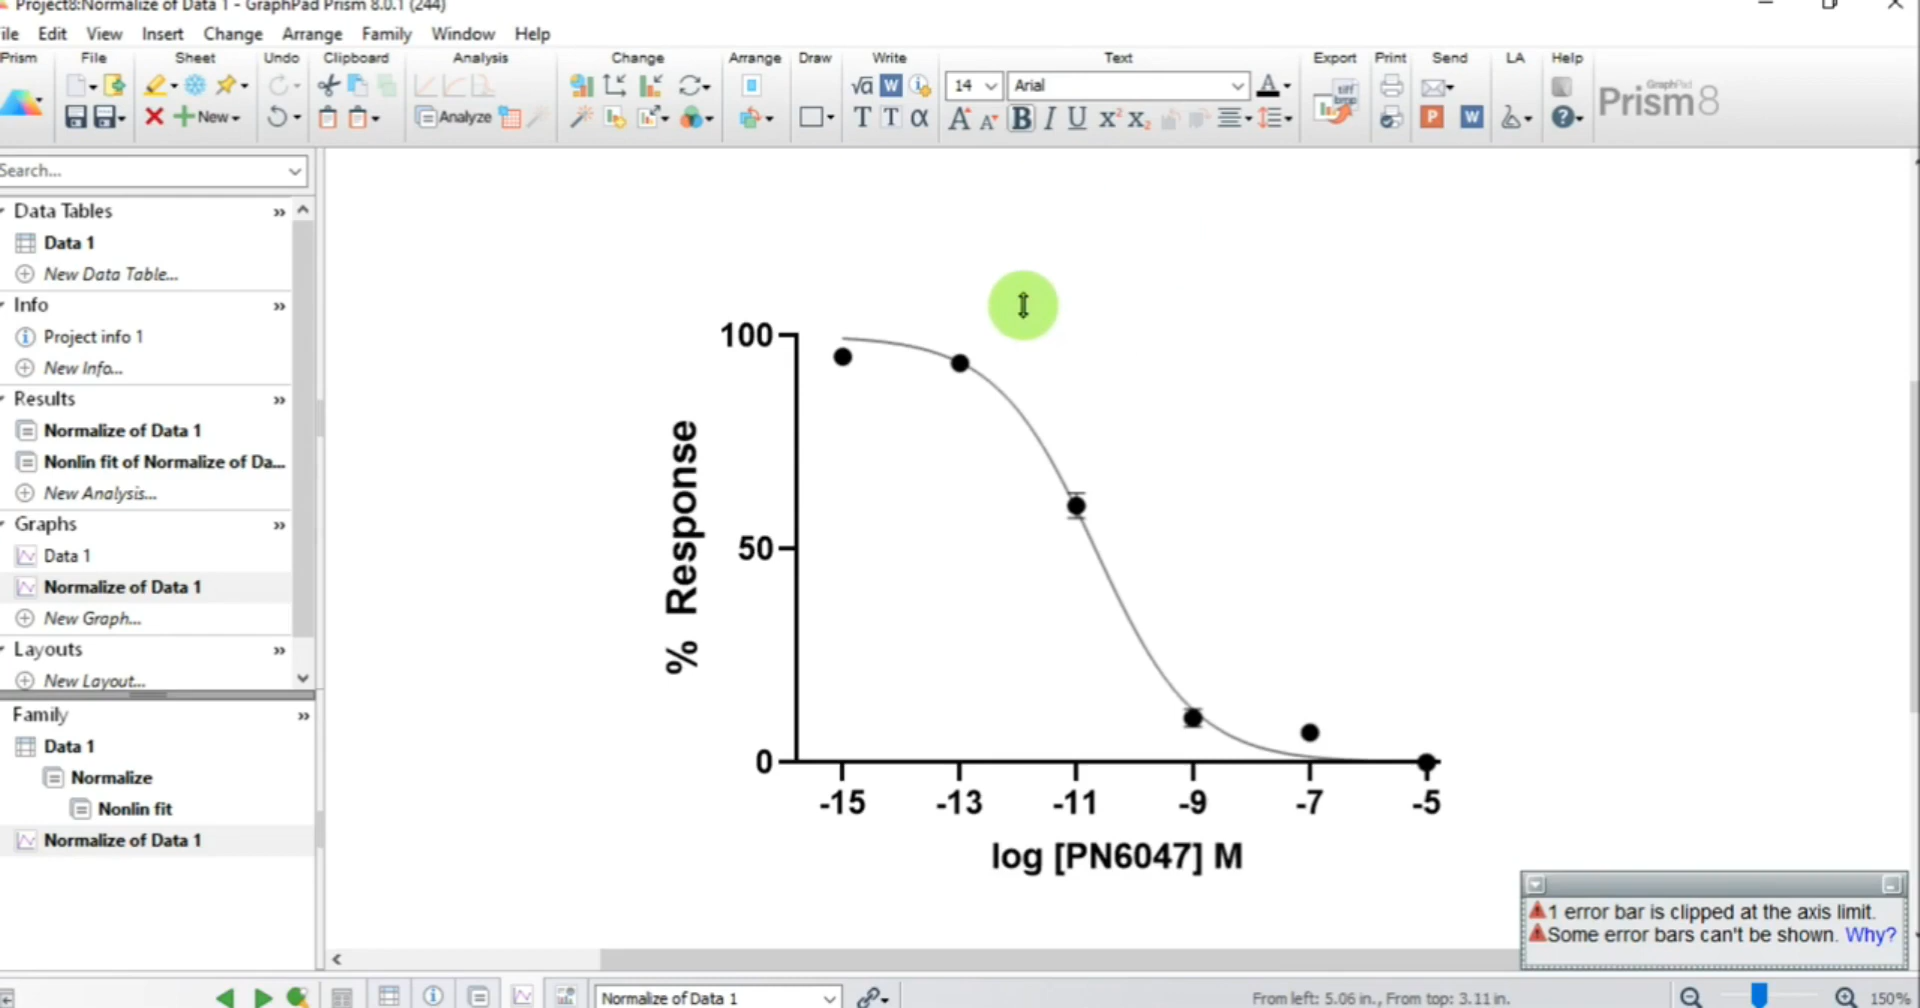 Project8:Normalize of Data 1 - GraphPad Prism 8.0.1 (244)
ile Edit View Insert Change Arrange Family Window Help
Prism File Sheet Undo Clipboard Analysis Change Arrange Draw Write Text Export Print Send LA Help
14 Arial
New
Analyze
GraphPad
Prism 8
Search...
Data Tables
Data 1
New Data Table...
Info
Project info 1
New Info...
Results
Normalize of Data 1
Nonlin fit of Normalize of Da...
New Analysis...
Graphs
Data 1
Normalize of Data 1
New Graph...
Layouts
New Layout...
Family
Data 1
Normalize
Nonlin fit
Normalize of Data 1
100
50
0
% Response
-15 -13 -11 -9 -7 -5
log [PN6047] M
1 error bar is clipped at the axis limit.
Some error bars can't be shown. Why?
Normalize of Data 1
From left: 5.06 in., From top: 3.11 in.
150%